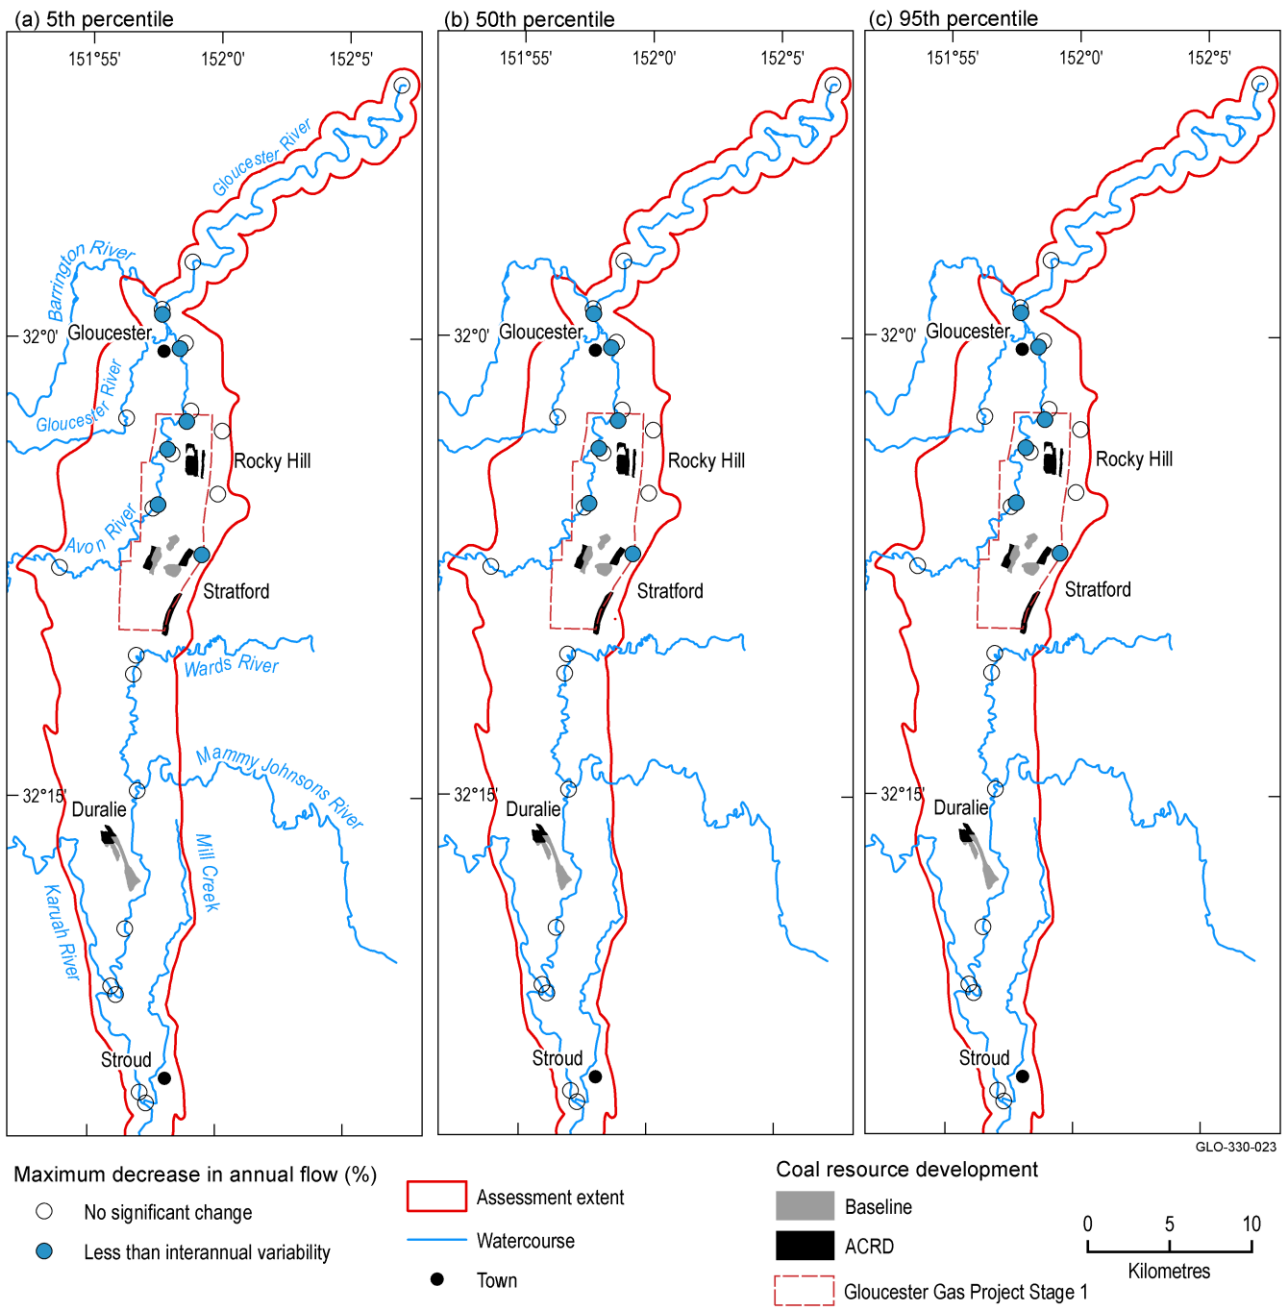 (a) 5th percentile
151°55'
152°0'
152°5'
Gloucester River
Barrington River
32°0'
Gloucester
Gloucester River
Rocky Hill
Avon River
Stratford
Wards River
Mammy Johnsons River
32°15'
Duralie
Mill Creek
Karuah River
Stroud
(b) 50th percentile
151°55'
152°0'
152°5'
32°0'
Gloucester
Rocky Hill
Stratford
32°15'
Duralie
Stroud
(c) 95th percentile
151°55'
152°0'
152°5'
32°0'
Gloucester
Rocky Hill
Stratford
32°15'
Duralie
Stroud
GLO-330-023
Maximum decrease in annual flow (%)
No significant change
Less than interannual variability
Assessment extent
Watercourse
Town
Coal resource development
Baseline
ACRD
Gloucester Gas Project Stage 1
0 5 10
Kilometres